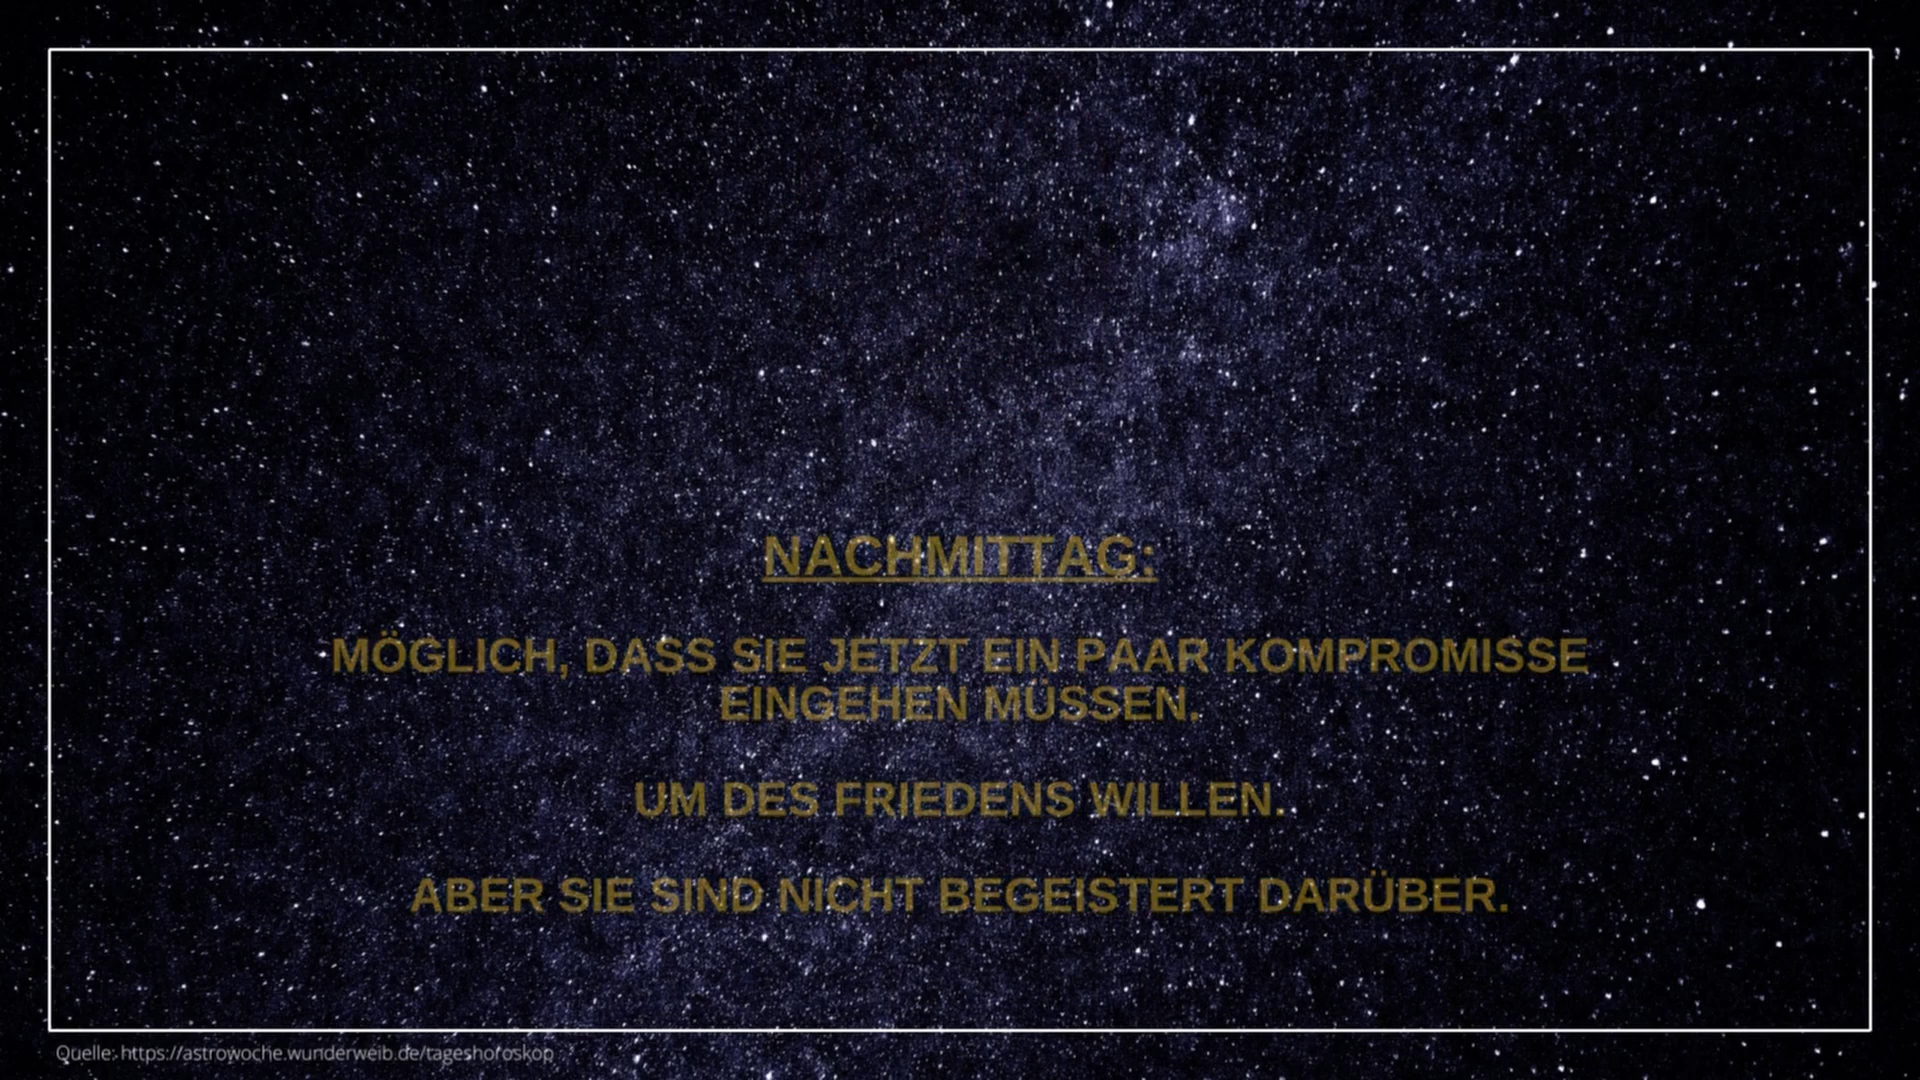 NACHMITTAG:
MÖGLICH, DASS SIE JETZT EIN PAAR KOMPROMISSE
EINGEHEN MÜSSEN.
UM DES FRIEDENS WILLEN.
ABER SIE SIND NICHT BEGEISTERT DARÜBER.
Quelle: https://astrowoche.wunderweib.de/tageshoroskop